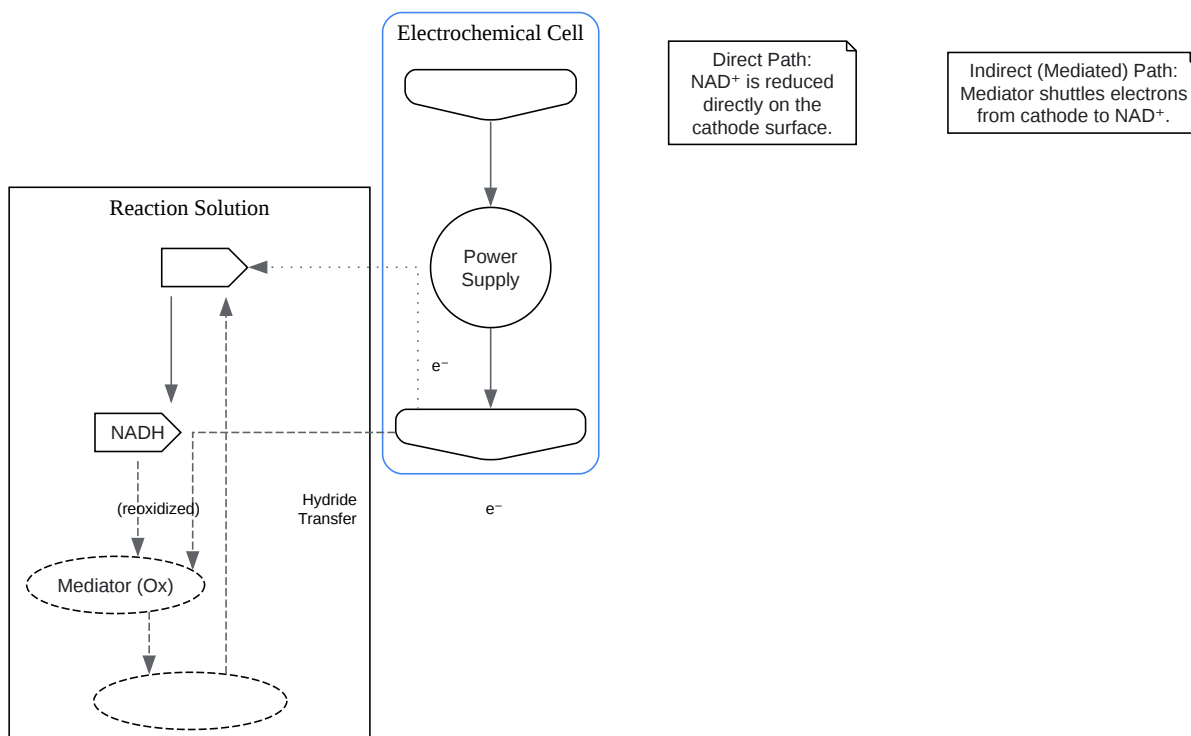 Electrochemical Cell
Direct Path:
NAD⁺ is reduced
directly on the
cathode surface.
Indirect (Mediated) Path:
Mediator shuttles electrons
from cathode to NAD⁺.
Reaction Solution
Power
Supply
e⁻
NADH
(reoxidized)
Hydride
Transfer
e⁻
Mediator (Ox)